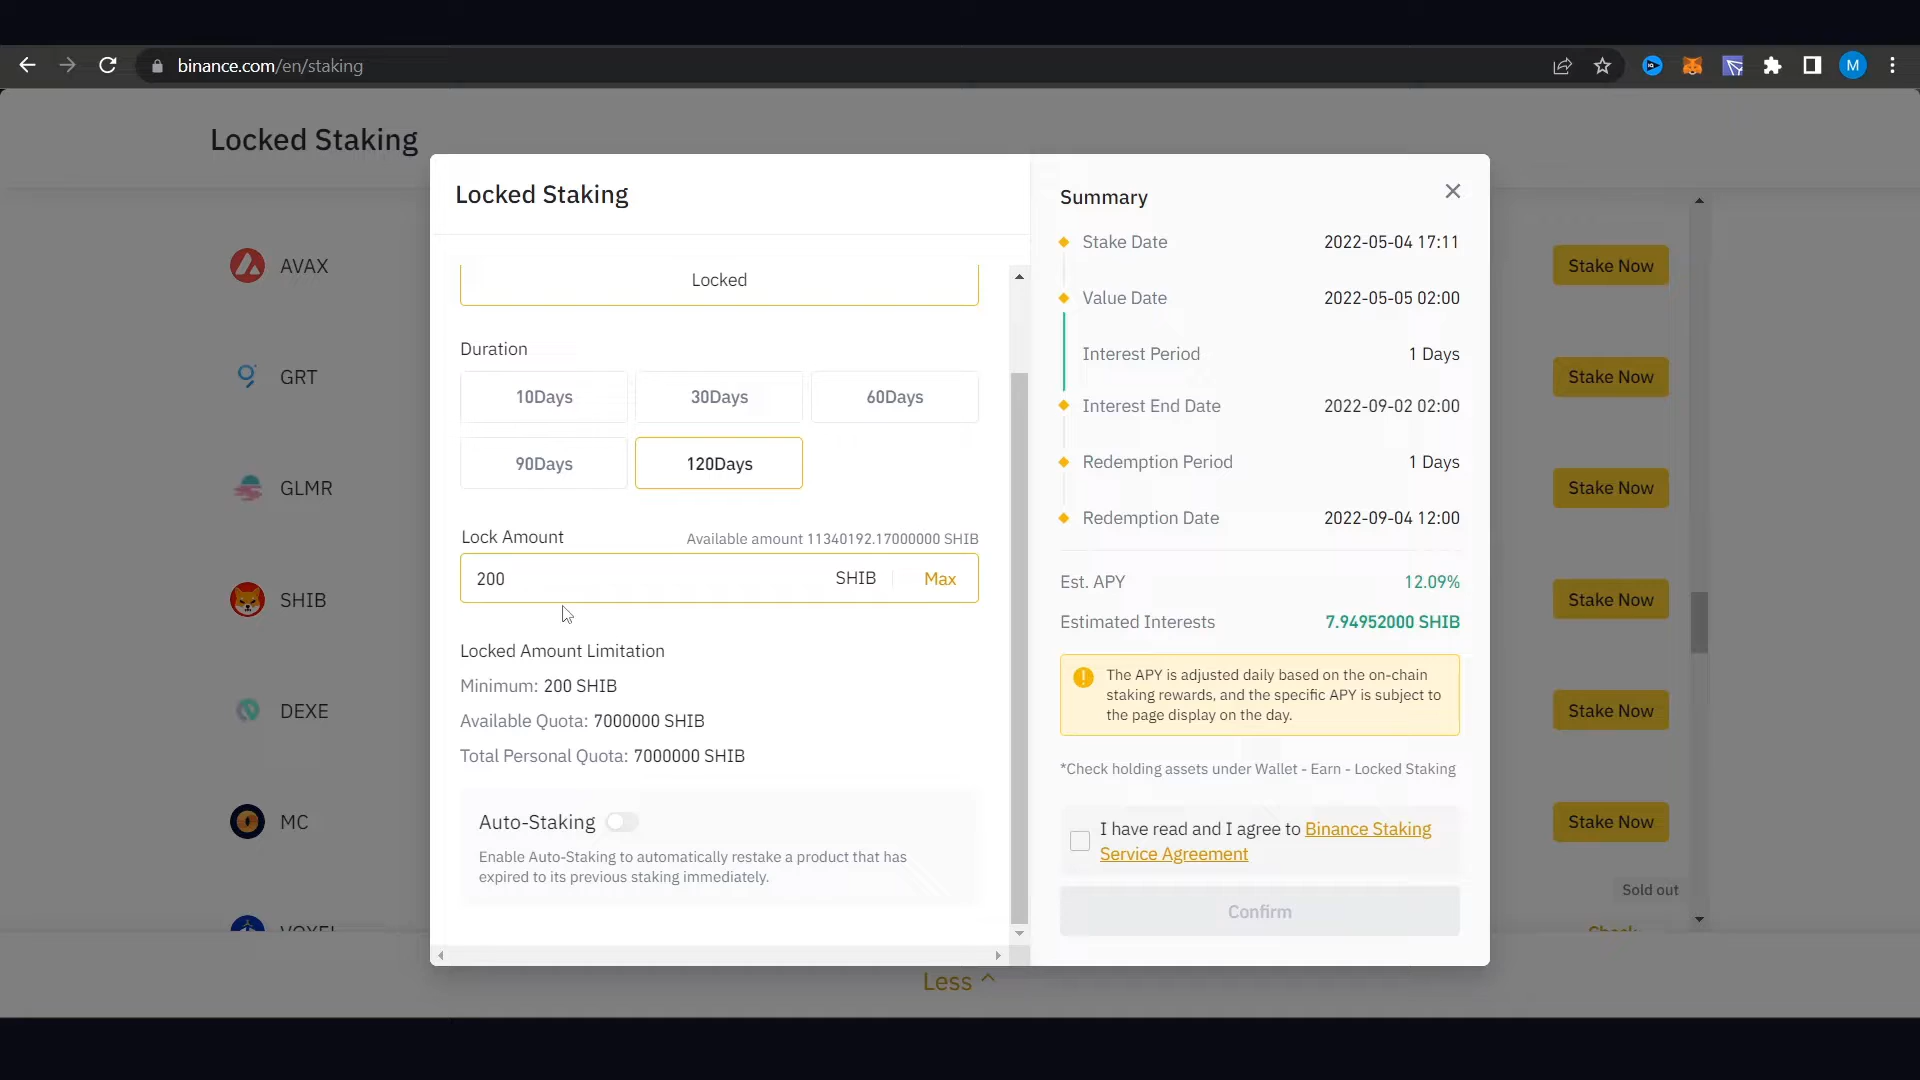 binance.com/en/staking
M
Locked Staking
AVAX
Stake Now
GRT
Stake Now
GLMR
Stake Now
SHIB
Stake Now
DEXE
Stake Now
MC
Stake Now
VOXEL
Sold out
Check
Less
Locked Staking
Locked
Duration
10Days
30Days
60Days
90Days
120Days
Lock Amount
Available amount 11340192.17000000 SHIB
200
SHIB
Max
Locked Amount Limitation
Minimum: 200 SHIB
Available Quota: 7000000 SHIB
Total Personal Quota: 7000000 SHIB
Auto-Staking
Enable Auto-Staking to automatically restake a product that has
expired to its previous staking immediately.
Summary
Stake Date 2022-05-04 17:11
Value Date 2022-05-05 02:00
Interest Period 1 Days
Interest End Date 2022-09-02 02:00
Redemption Period 1 Days
Redemption Date 2022-09-04 12:00
Est. APY 12.09%
Estimated Interests 7.94952000 SHIB
The APY is adjusted daily based on the on-chain
staking rewards, and the specific APY is subject to
the page display on the day.
*Check holding assets under Wallet - Earn - Locked Staking
I have read and I agree to Binance Staking
Service Agreement
Confirm